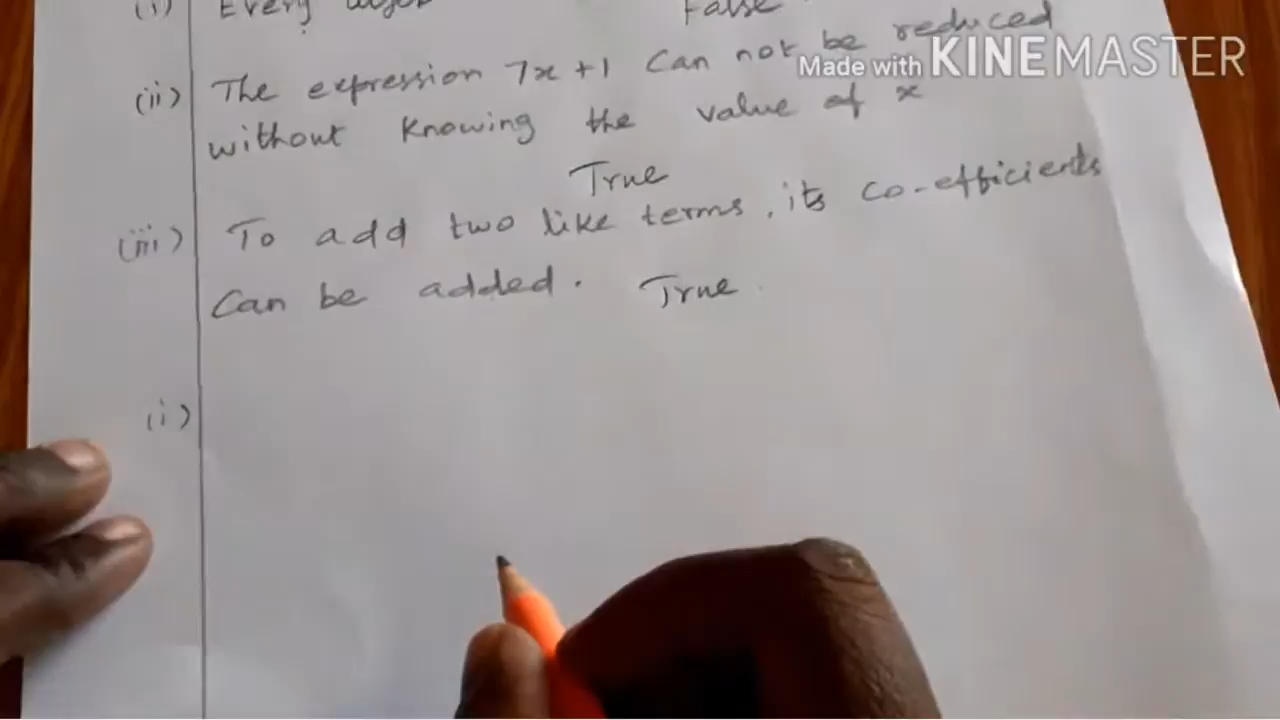 (i) Every
False
(ii) The expression 7x + 1 can not be reduced
without knowing the value of x
True
(iii) To add two like terms, its co-efficients
can be added. True.
(i)
Made with KINEMASTER